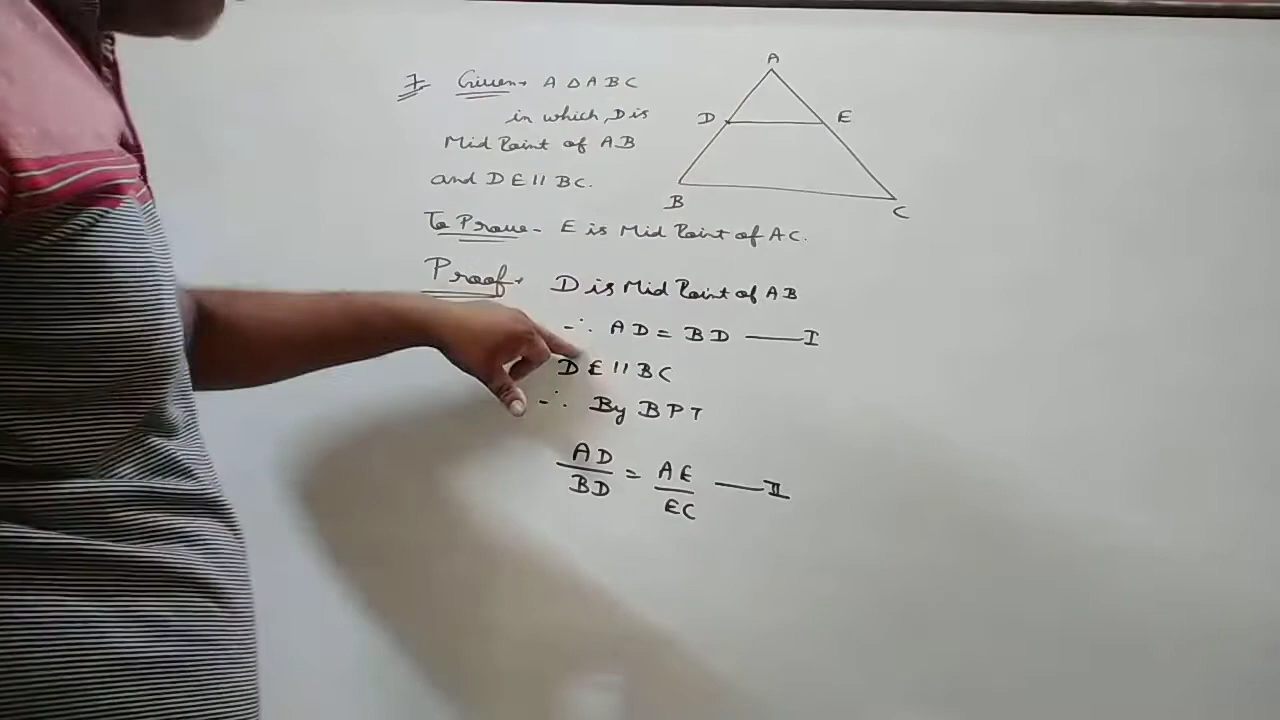 7 Given→ A △ABC
in which, D is
Mid Point of AB
and DE || BC.
To Prove- E is Mid Point of AC.
Proof→ D is Mid Point of AB
∴ AD = BD —— I
DE || BC
∴ By BPT
AD/BD = AE/EC —— II
A
D E
B C